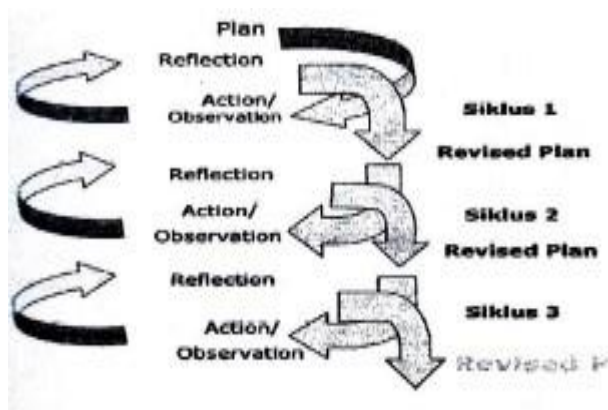 Plan
Reflection
Action/
Observation
Siklus 1
Revised Plan
Reflection
Action/
Observation
Siklus 2
Revised Plan
Reflection
Action/
Observation
Siklus 3
Revised P